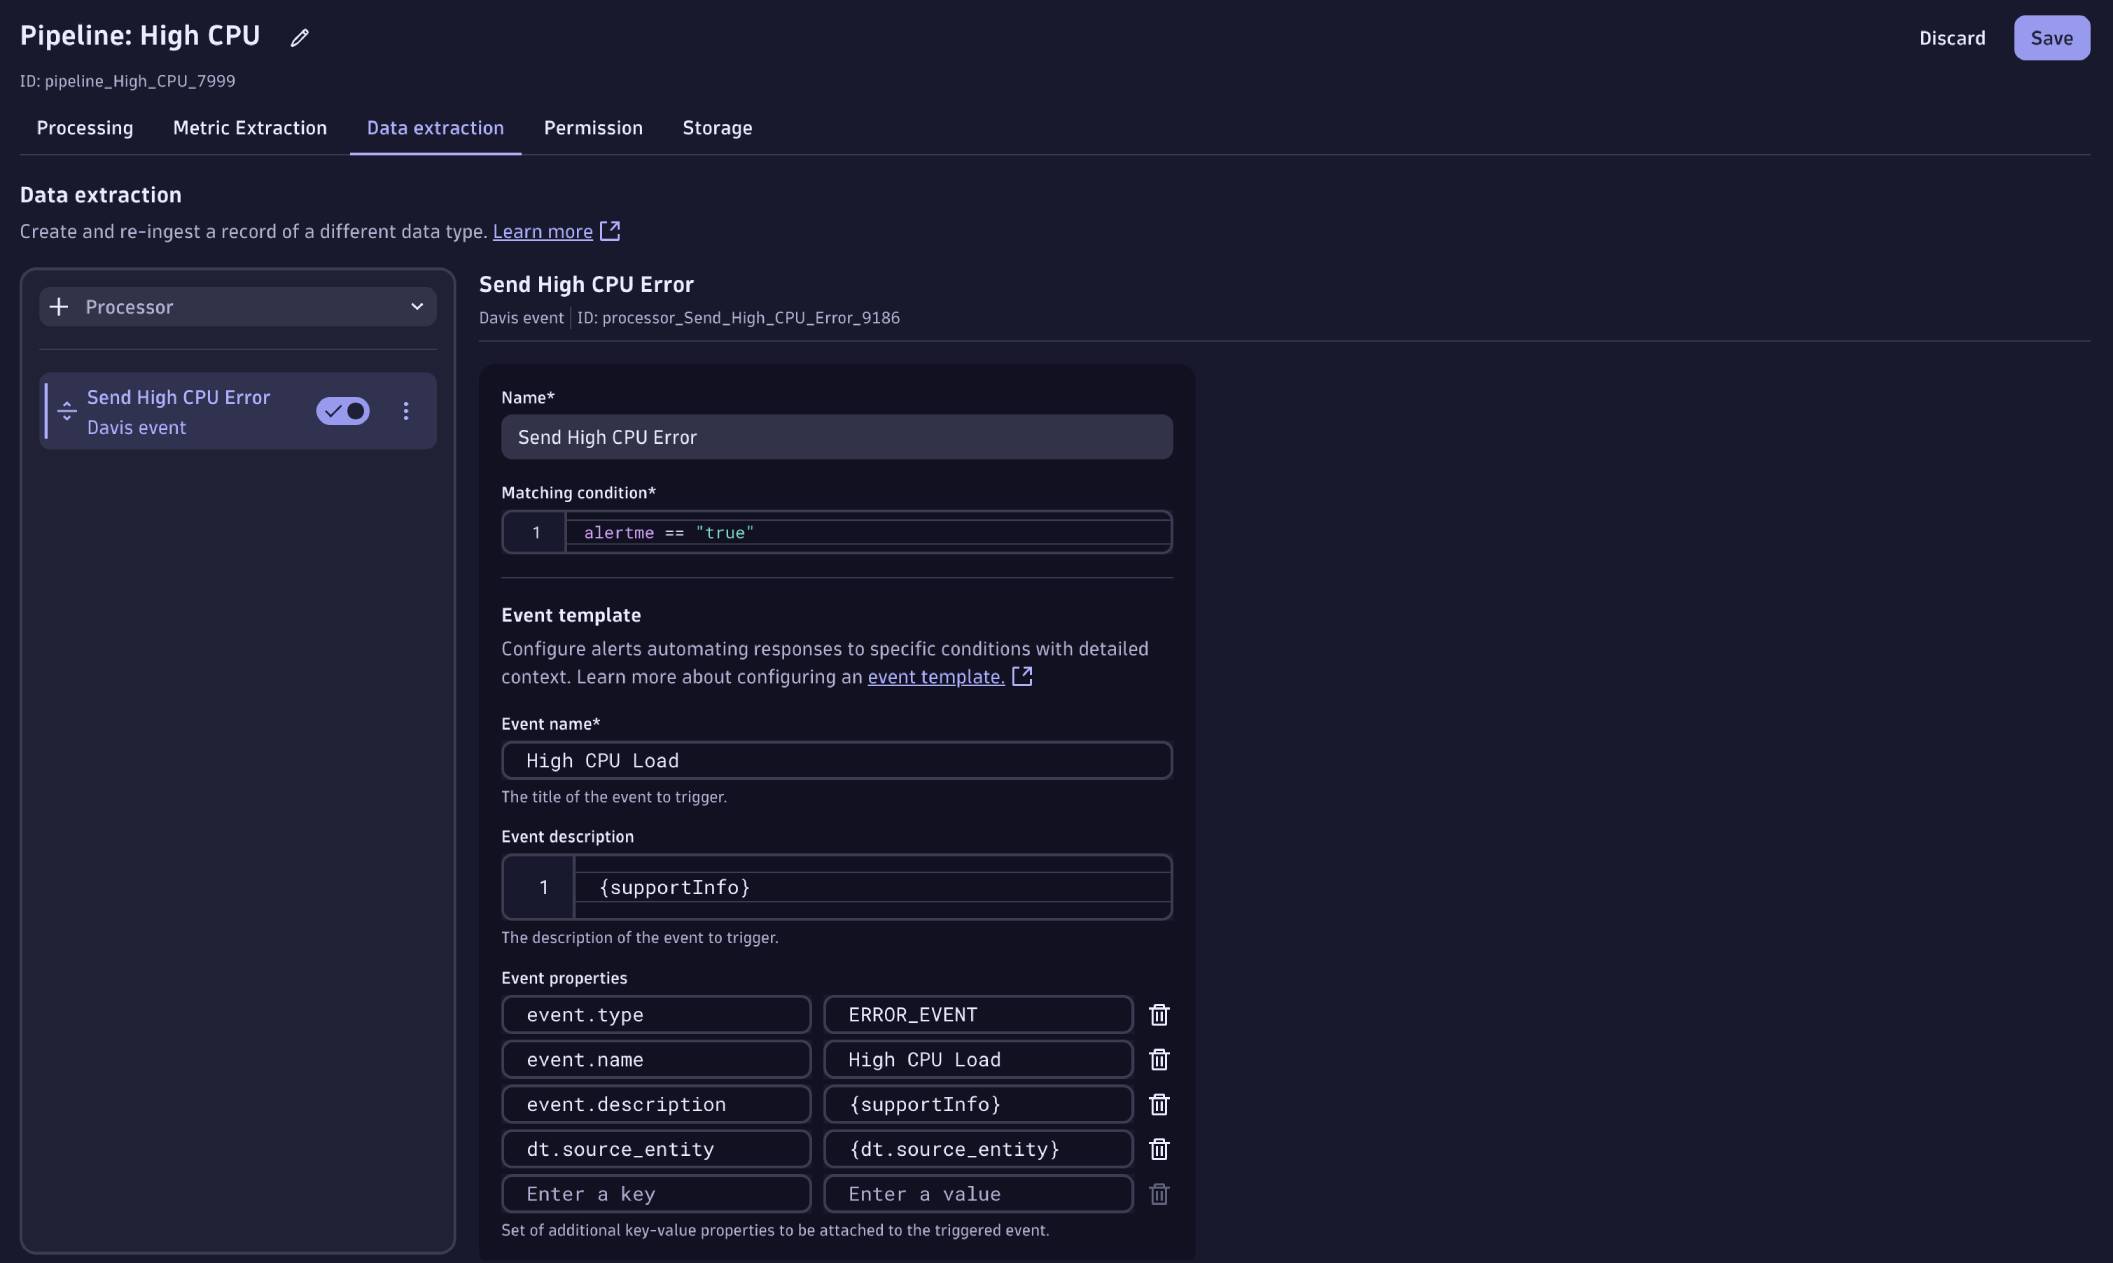 Pipeline: High CPU
Discard
Save
ID: pipeline_High_CPU_7999
Processing
Metric Extraction
Data extraction
Permission
Storage
Data extraction
Create and re-ingest a record of a different data type. Learn more
Processor
Send High CPU Error
Davis event
Send High CPU Error
Davis event ID: processor_Send_High_CPU_Error_9186
Name*
Send High CPU Error
Matching condition*
1 alertme == "true"
Event template
Configure alerts automating responses to specific conditions with detailed
context. Learn more about configuring an event template.
Event name*
High CPU Load
The title of the event to trigger.
Event description
1 {supportInfo}
The description of the event to trigger.
Event properties
event.type ERROR_EVENT
event.name High CPU Load
event.description {supportInfo}
dt.source_entity {dt.source_entity}
Enter a key Enter a value
Set of additional key-value properties to be attached to the triggered event.